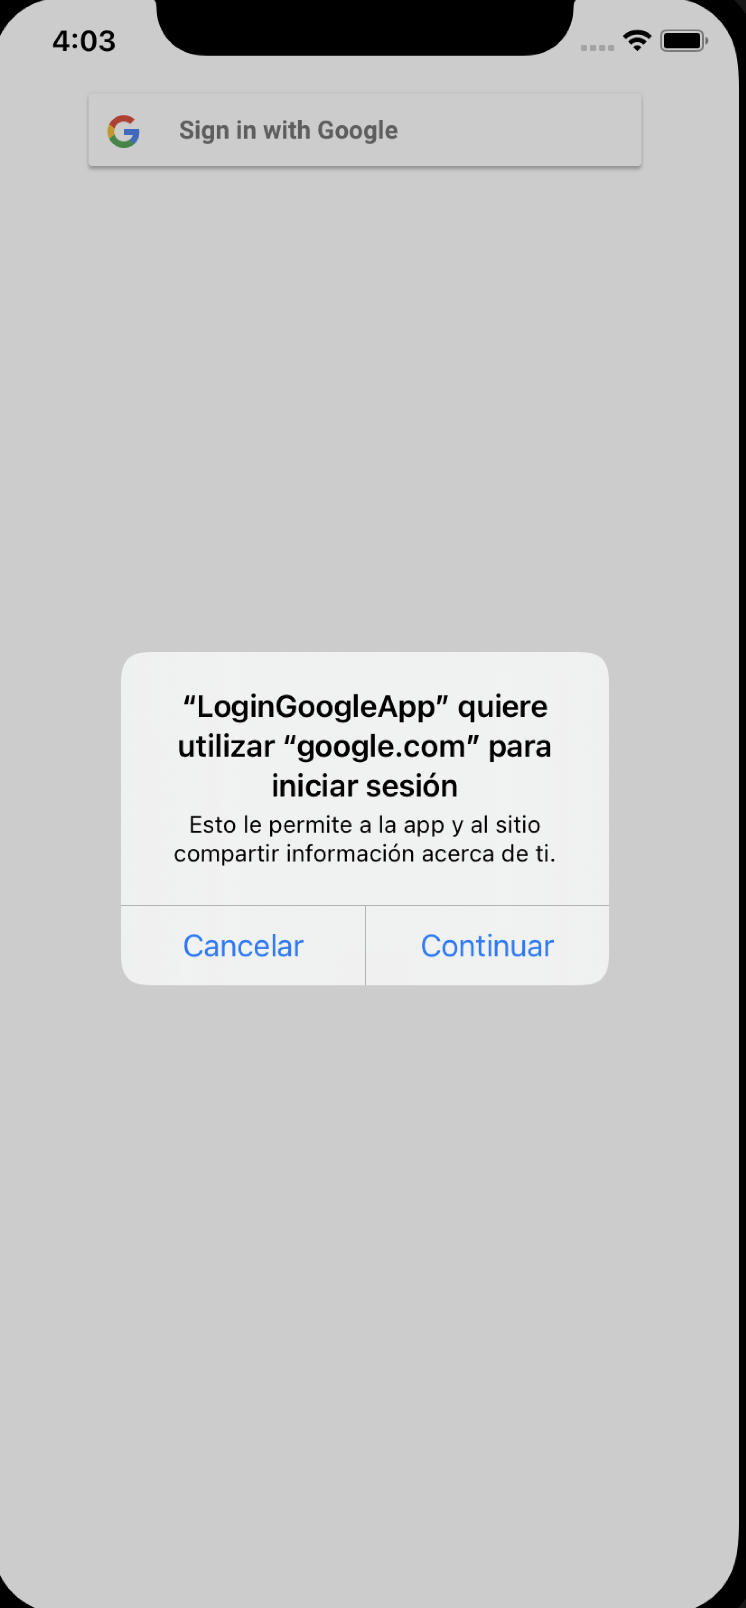 4:03
Sign in with Google
“LoginGoogleApp” quiere
utilizar “google.com” para
iniciar sesión
Esto le permite a la app y al sitio
compartir información acerca de ti.
Cancelar
Continuar